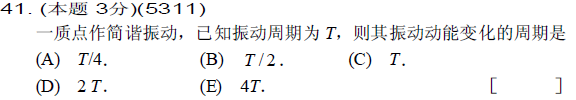 41. (本题 3分)(5311)
一质点作简谐振动，已知振动周期为 T，则其振动动能变化的周期是
(A) T/4. (B) T/2. (C) T.
(D) 2T. (E) 4T. [ ]